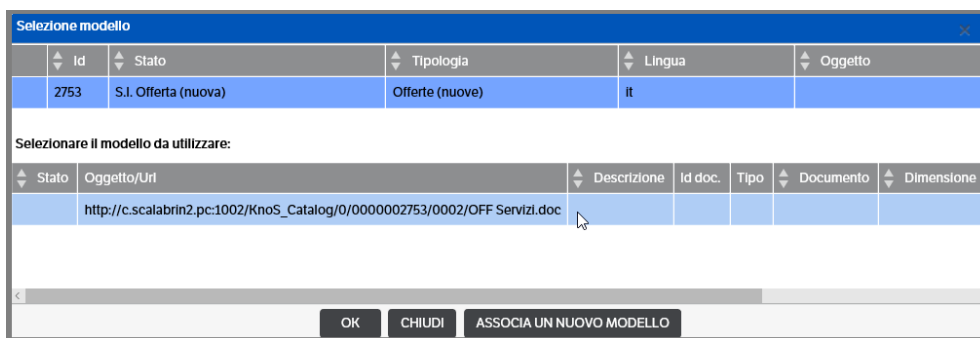 Selezione modello
Id Stato Tipologia Lingua Oggetto
2753 S.I. Offerta (nuova) Offerte (nuove) it
Selezionare il modello da utilizzare:
Stato Oggetto/Url Descrizione Id doc. Tipo Documento Dimensione
http://c.scalabrin2.pc:1002/KnoS_Catalog/0/0000002753/0002/OFF Servizi.doc
OK CHIUDI ASSOCIA UN NUOVO MODELLO